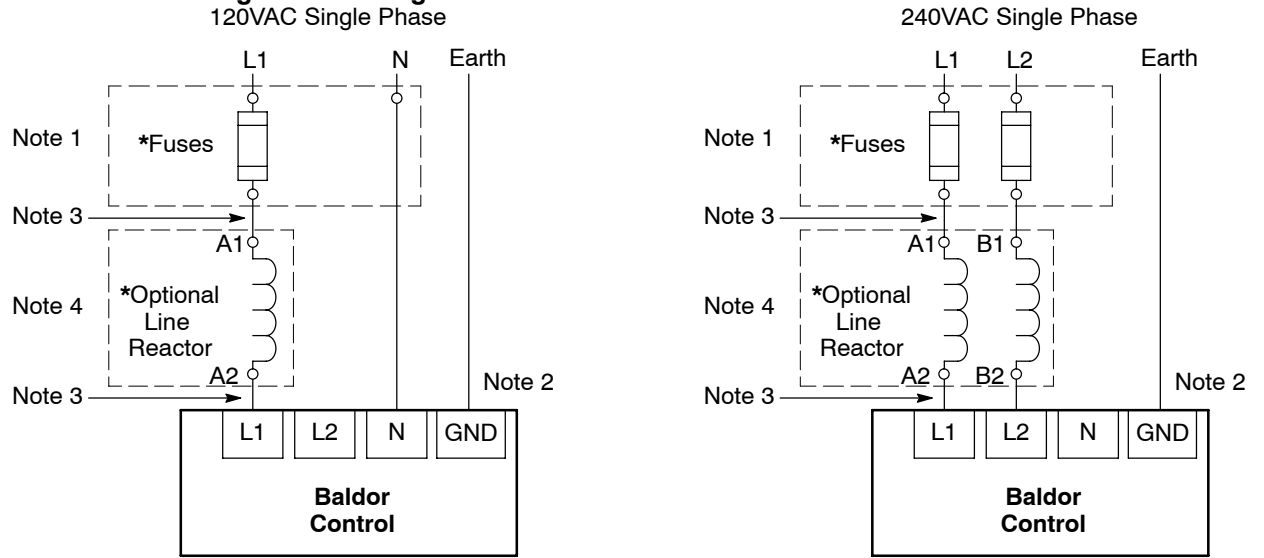 120VAC Single Phase
L1 N Earth
Note 1
*Fuses
Note 3
A1
Note 4
*Optional
Line
Reactor
A2
Note 3
Note 2
L1 L2 N GND
Baldor
Control
240VAC Single Phase
L1 L2 Earth
Note 1
*Fuses
Note 3
A1 B1
Note 4
*Optional
Line
Reactor
A2 B2
Note 3
Note 2
L1 L2 N GND
Baldor
Control